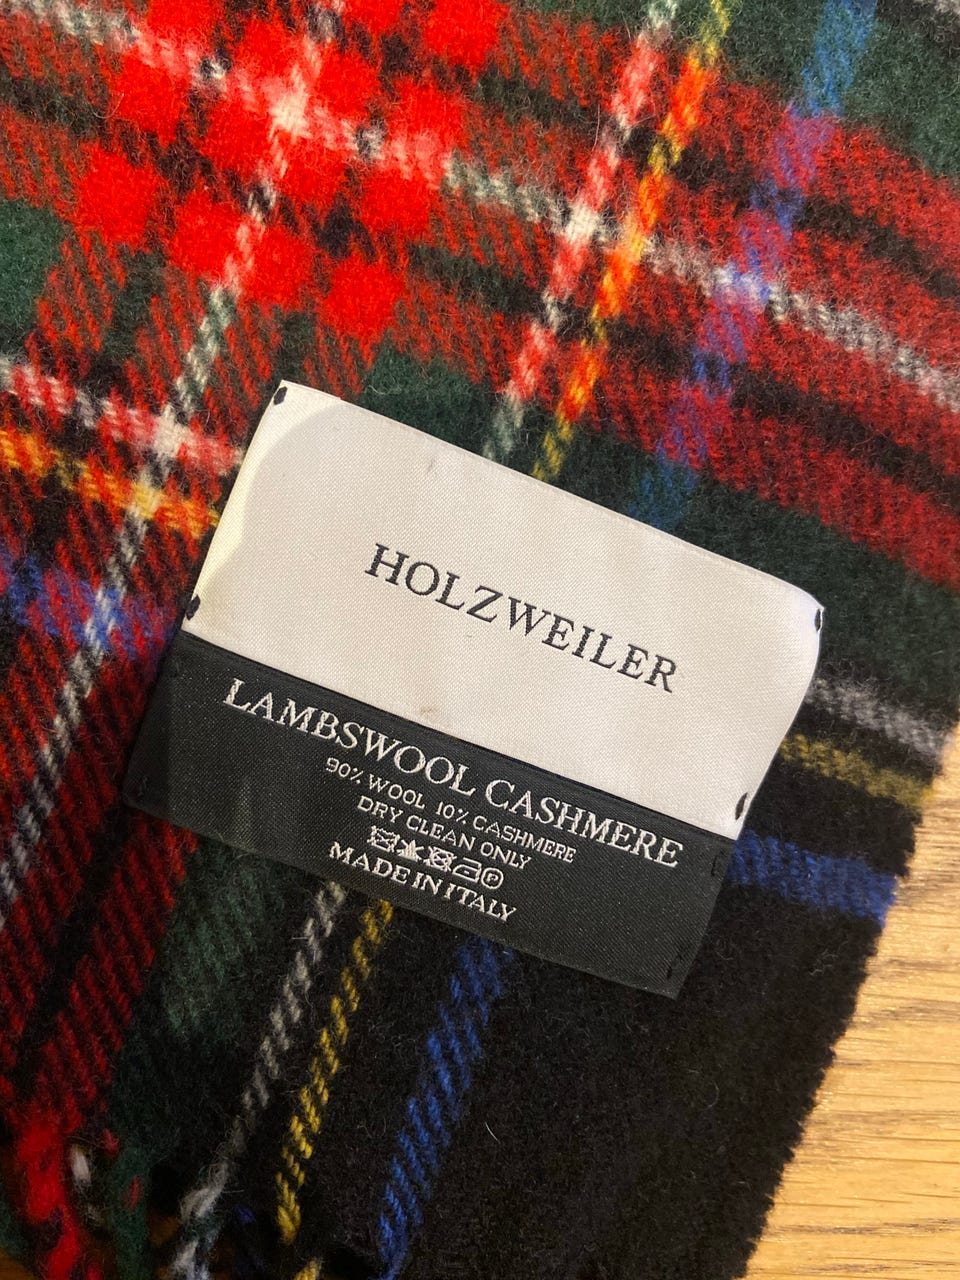 HOLZWEILER
LAMBSWOOL CASHMERE
90% WOOL 10% CASHMERE
DRY CLEAN ONLY
P
MADE IN ITALY